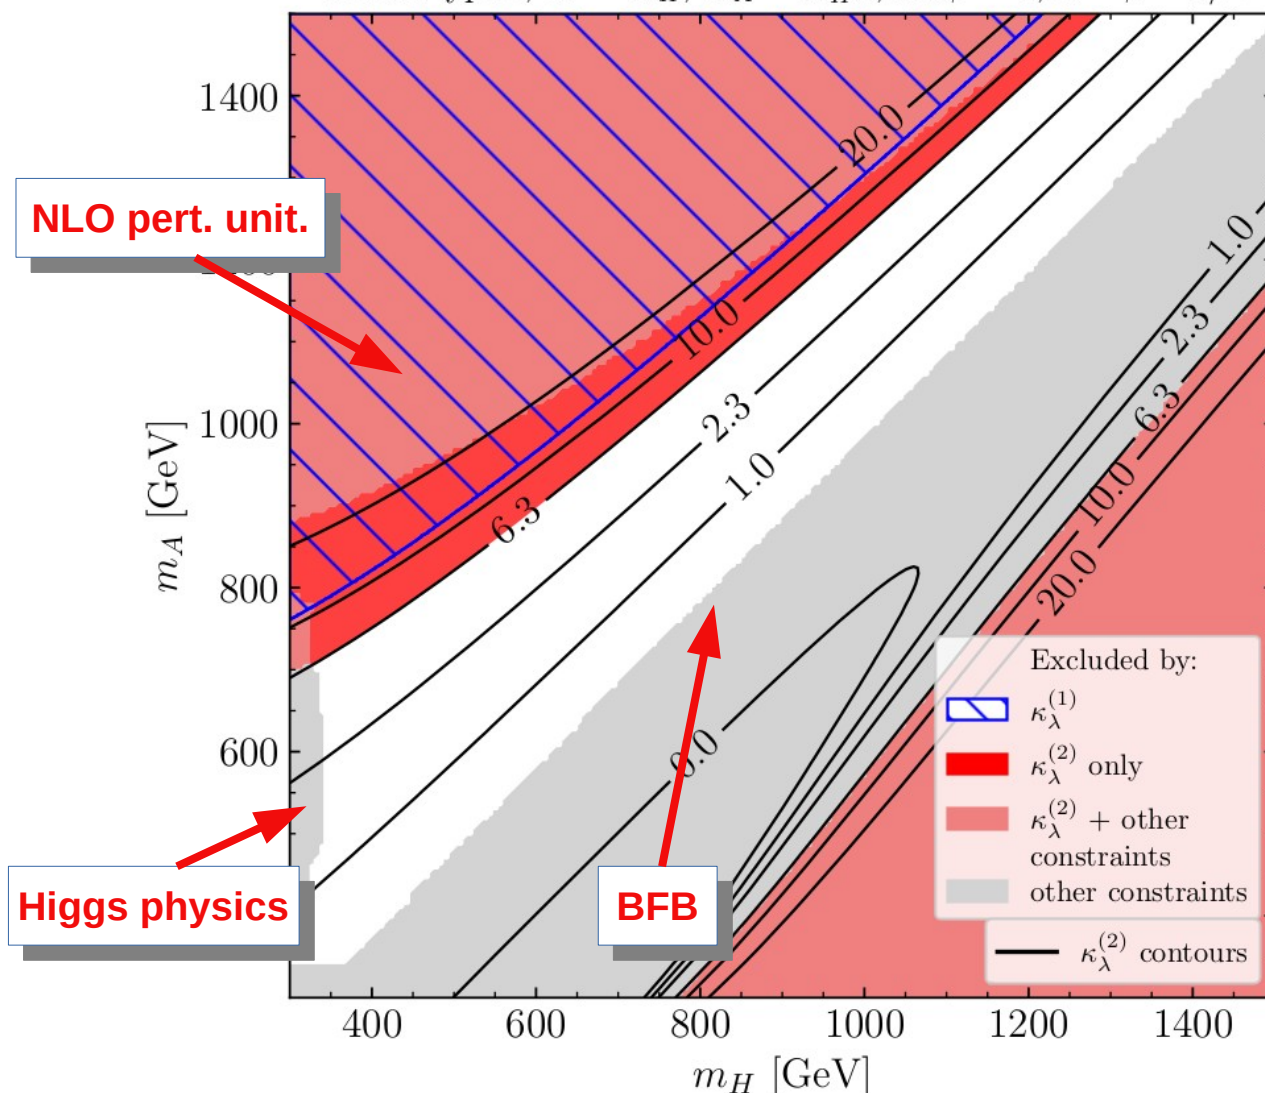 1400
20.0
NLO pert. unit.
1.0
10.0
2.3
2.3
1000
6.3
6.3
1.0
10.0
m_A [GeV]
20.0
800
Excluded by:
κ_λ^(1)
0.0
600
κ_λ^(2) only
κ_λ^(2) + other
constraints
Higgs physics
BFB
other constraints
κ_λ^(2) contours
400
600
800
1000
1200
1400
m_H [GeV]